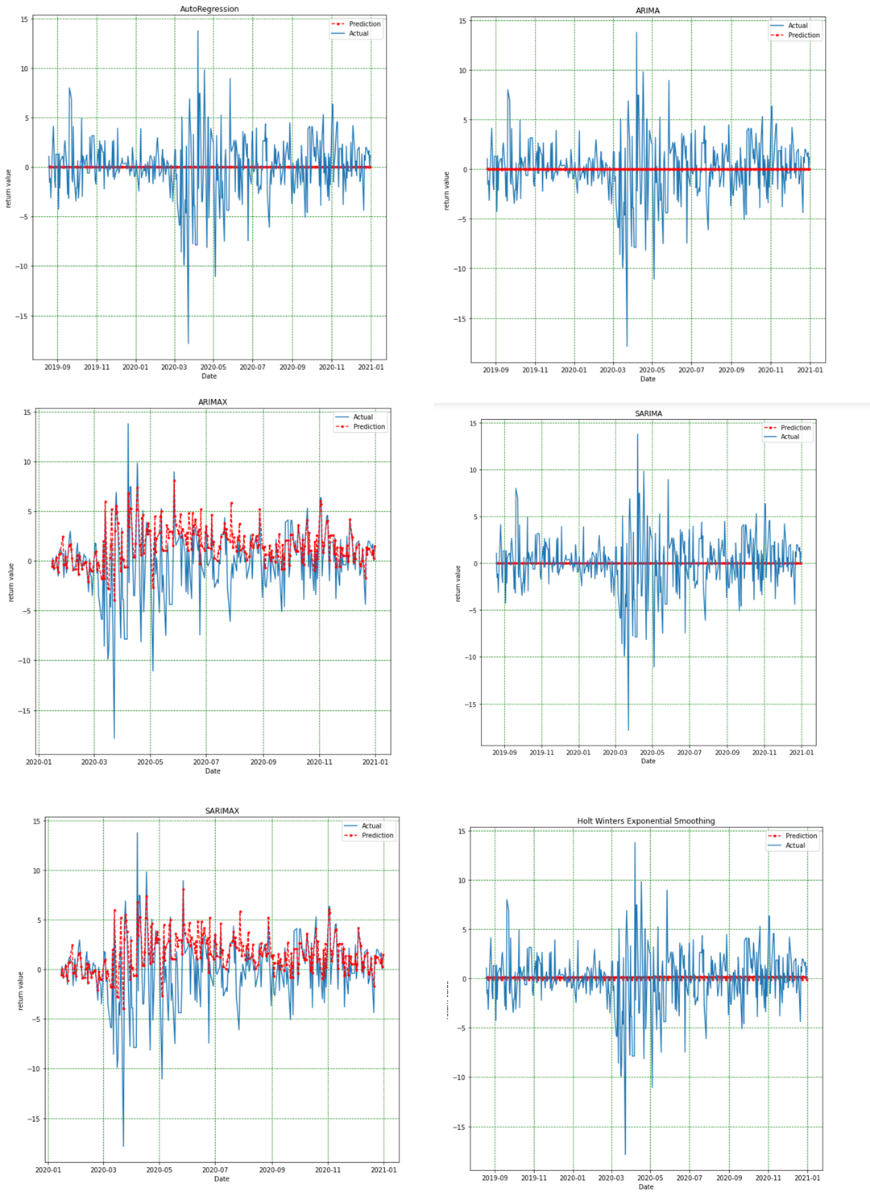 AutoRegression
Prediction
Actual
15
10
5
0
−5
−10
−15
return value
2019-09 2019-11 2020-01 2020-03 2020-05 2020-07 2020-09 2020-11 2021-01
Date
ARIMA
Actual
Prediction
15
10
5
0
−5
−10
−15
return value
2019-09 2019-11 2020-01 2020-03 2020-05 2020-07 2020-09 2020-11 2021-01
Date
ARIMAX
Actual
Prediction
15
10
5
0
−5
−10
−15
return value
2020-01 2020-03 2020-05 2020-07 2020-09 2020-11 2021-01
Date
SARIMA
Prediction
Actual
15
10
5
0
−5
−10
−15
return value
2019-09 2019-11 2020-01 2020-03 2020-05 2020-07 2020-09 2020-11 2021-01
Date
SARIMAX
Actual
Prediction
15
10
5
0
−5
−10
−15
return value
2020-01 2020-03 2020-05 2020-07 2020-09 2020-11 2021-01
Date
Holt Winters Exponential Smoothing
Prediction
Actual
15
10
5
0
−5
−10
−15
2019-09 2019-11 2020-01 2020-03 2020-05 2020-07 2020-09 2020-11 2021-01
Date